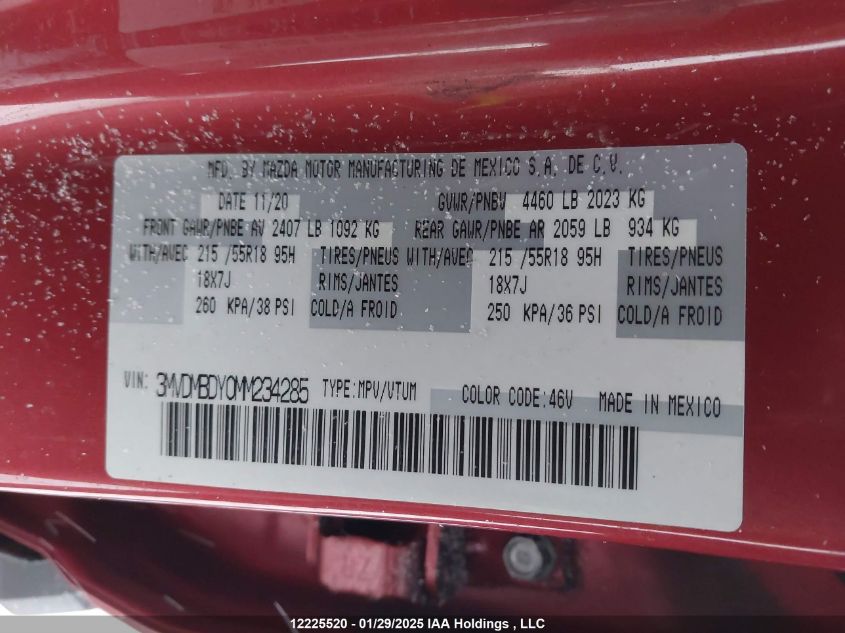 MFD. BY MAZDA MOTOR MANUFACTURING DE MEXICO S.A. DE C.V.
DATE 11/20 GVWR/PNBV 4460 LB 2023 KG
FRONT GAWR/PNBE AV 2407 LB 1092 KG REAR GAWR/PNBE AR 2059 LB 934 KG
WITH/AVEC 215 /55R18 95H TIRES/PNEUS WITH/AVEC 215 /55R18 95H TIRES/PNEUS
18X7J RIMS/JANTES 18X7J RIMS/JANTES
260 KPA/38 PSI COLD/A FROID 250 KPA/36 PSI COLD/A FROID
VIN: 3MVDMBDY0MM234285 TYPE:MPV/VTUM COLOR CODE:46V MADE IN MEXICO
12225520 - 01/29/2025 IAA Holdings , LLC